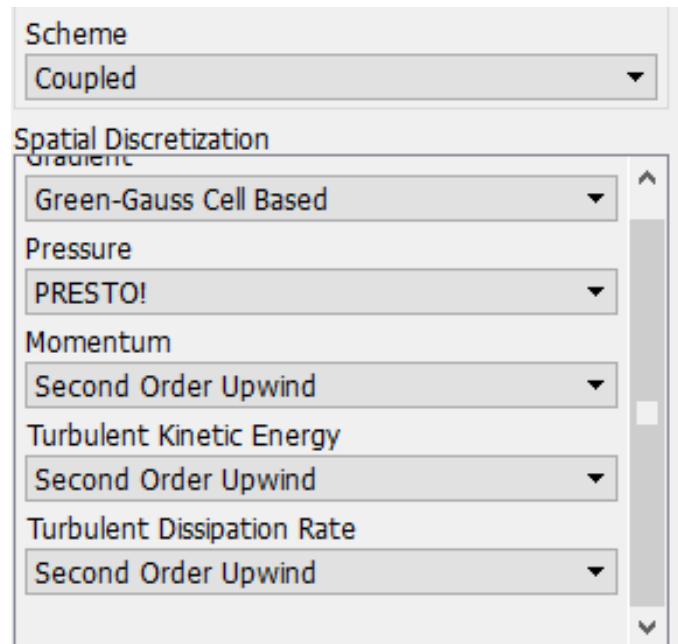 Scheme
Coupled
Spatial Discretization
Gradient
Green-Gauss Cell Based
Pressure
PRESTO!
Momentum
Second Order Upwind
Turbulent Kinetic Energy
Second Order Upwind
Turbulent Dissipation Rate
Second Order Upwind